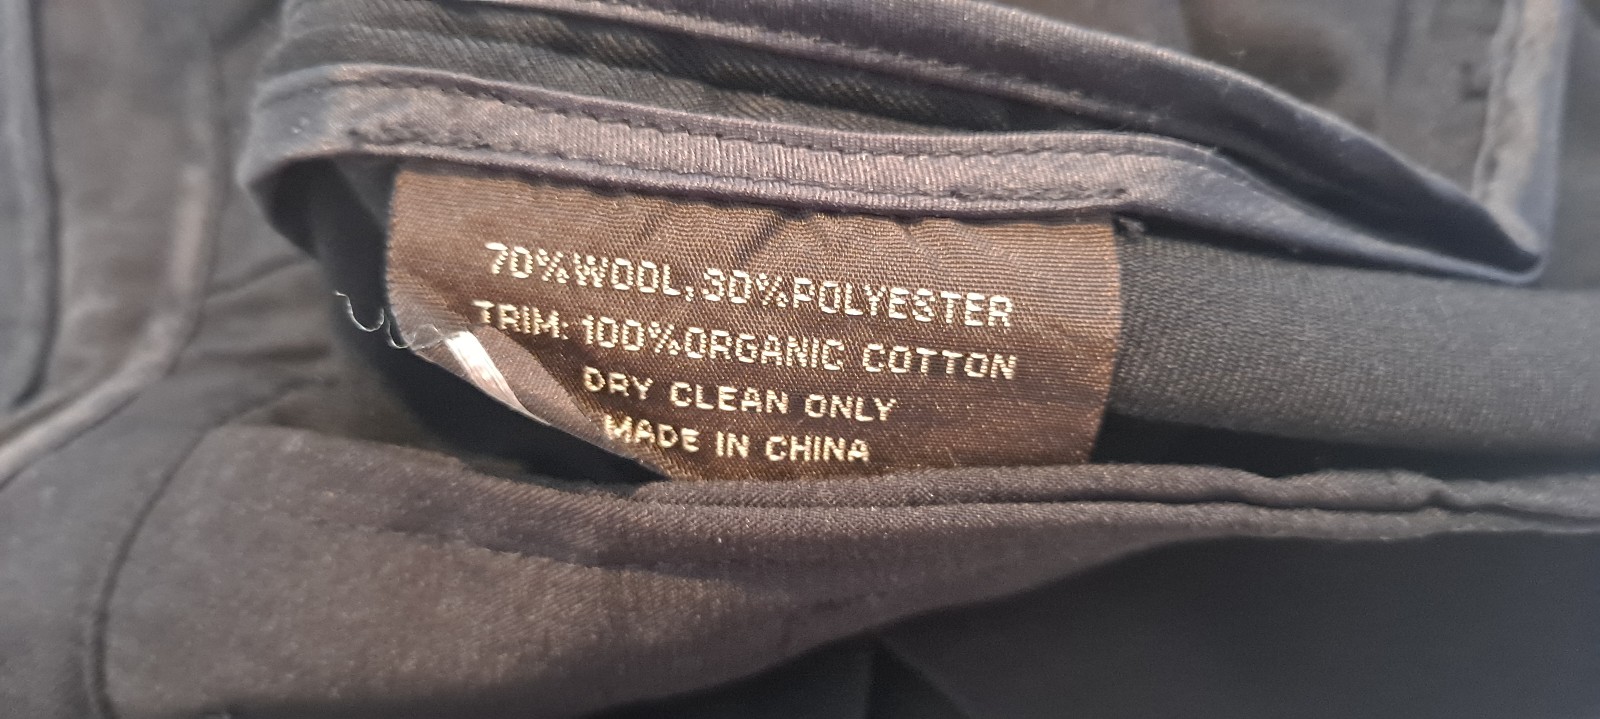 70%WOOL,30%POLYESTER
TRIM: 100%ORGANIC COTTON
DRY CLEAN ONLY
MADE IN CHINA